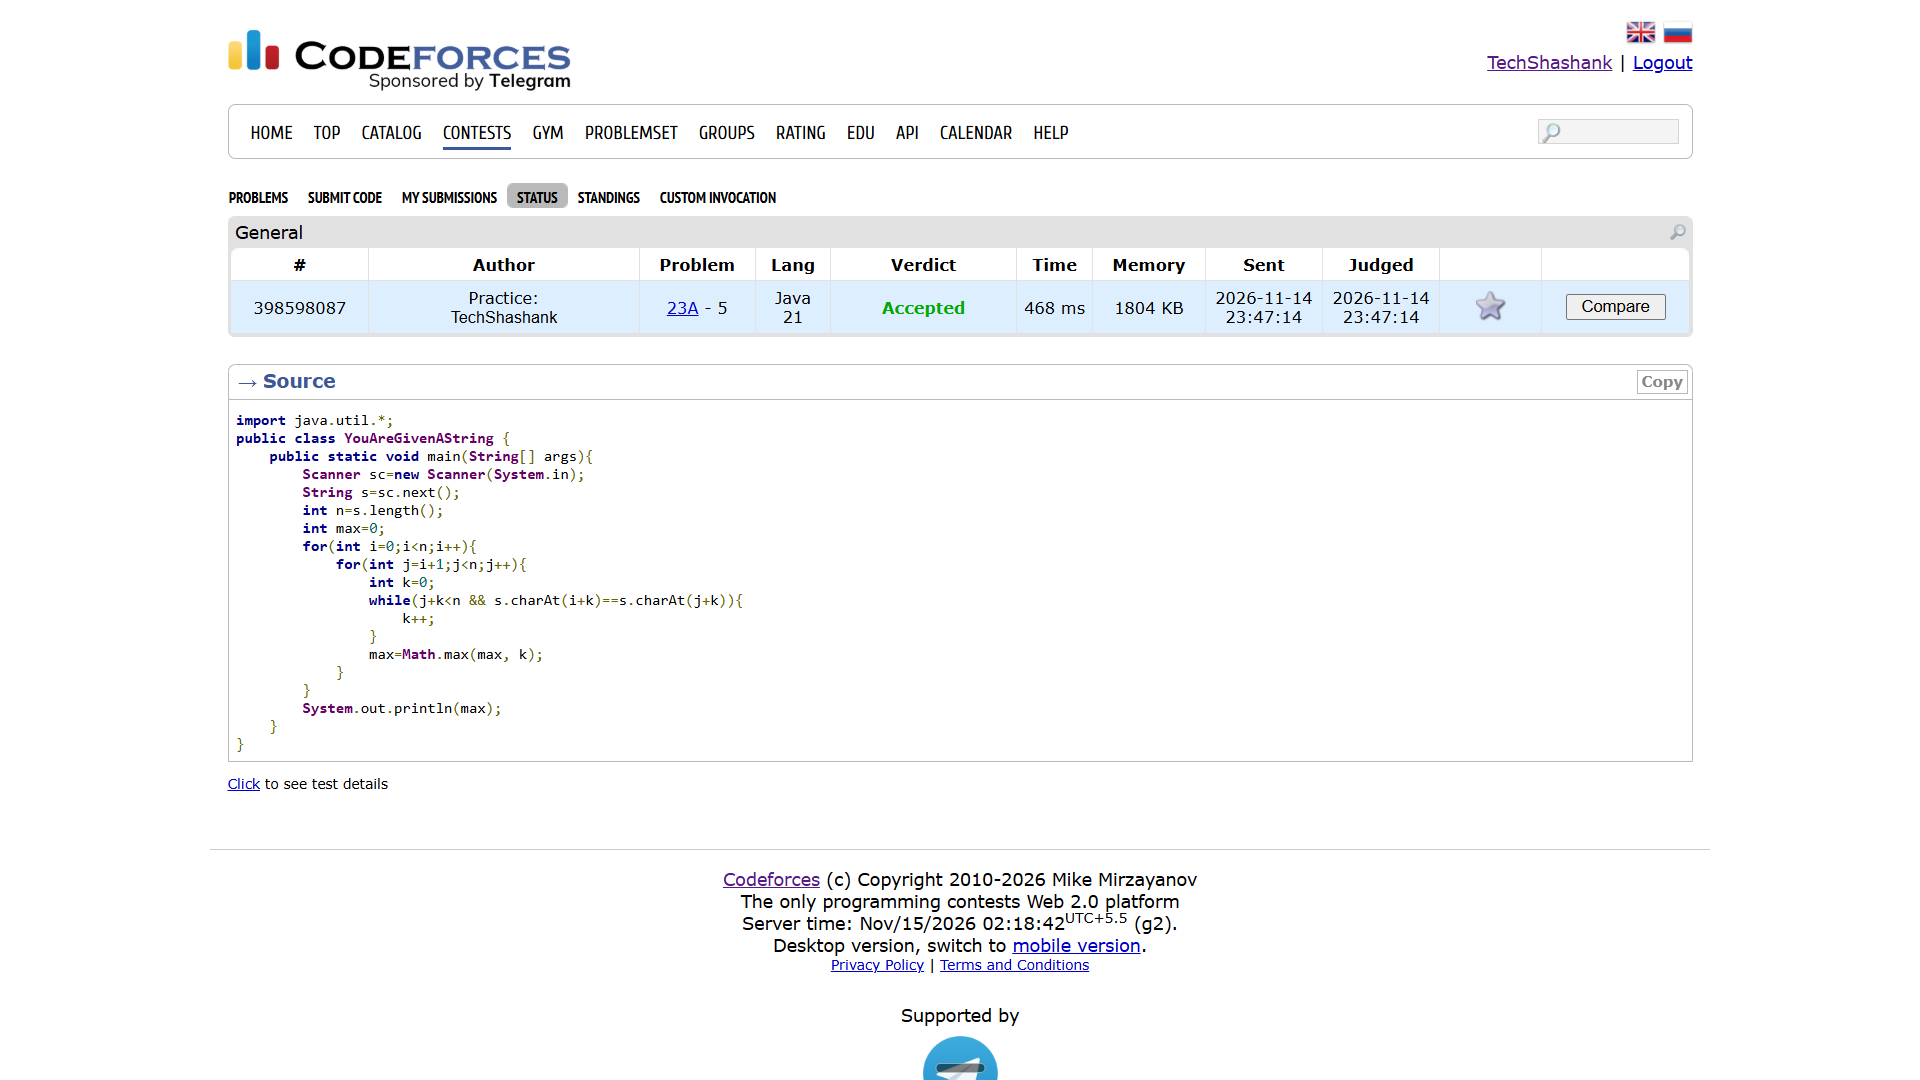 CODEFORCES
Sponsored by Telegram
TechShashank | Logout
HOME TOP CATALOG CONTESTS GYM PROBLEMSET GROUPS RATING EDU API CALENDAR HELP
PROBLEMS SUBMIT CODE MY SUBMISSIONS STATUS STANDINGS CUSTOM INVOCATION
General
# Author Problem Lang Verdict Time Memory Sent Judged
398598087 Practice: TechShashank 23A - 5 Java 21 Accepted 468 ms 1804 KB 2026-11-14 23:47:14 2026-11-14 23:47:14 Compare
→ Source Copy
import java.util.*;
public class YouAreGivenAString {
    public static void main(String[] args){
        Scanner sc=new Scanner(System.in);
        String s=sc.next();
        int n=s.length();
        int max=0;
        for(int i=0;i<n;i++){
            for(int j=i+1;j<n;j++){
                int k=0;
                while(j+k<n && s.charAt(i+k)==s.charAt(j+k)){
                    k++;
                }
                max=Math.max(max, k);
            }
        }
        System.out.println(max);
    }
}
Click to see test details
Codeforces (c) Copyright 2010-2026 Mike Mirzayanov
The only programming contests Web 2.0 platform
Server time: Nov/15/2026 02:18:42UTC+5.5 (g2).
Desktop version, switch to mobile version.
Privacy Policy | Terms and Conditions
Supported by